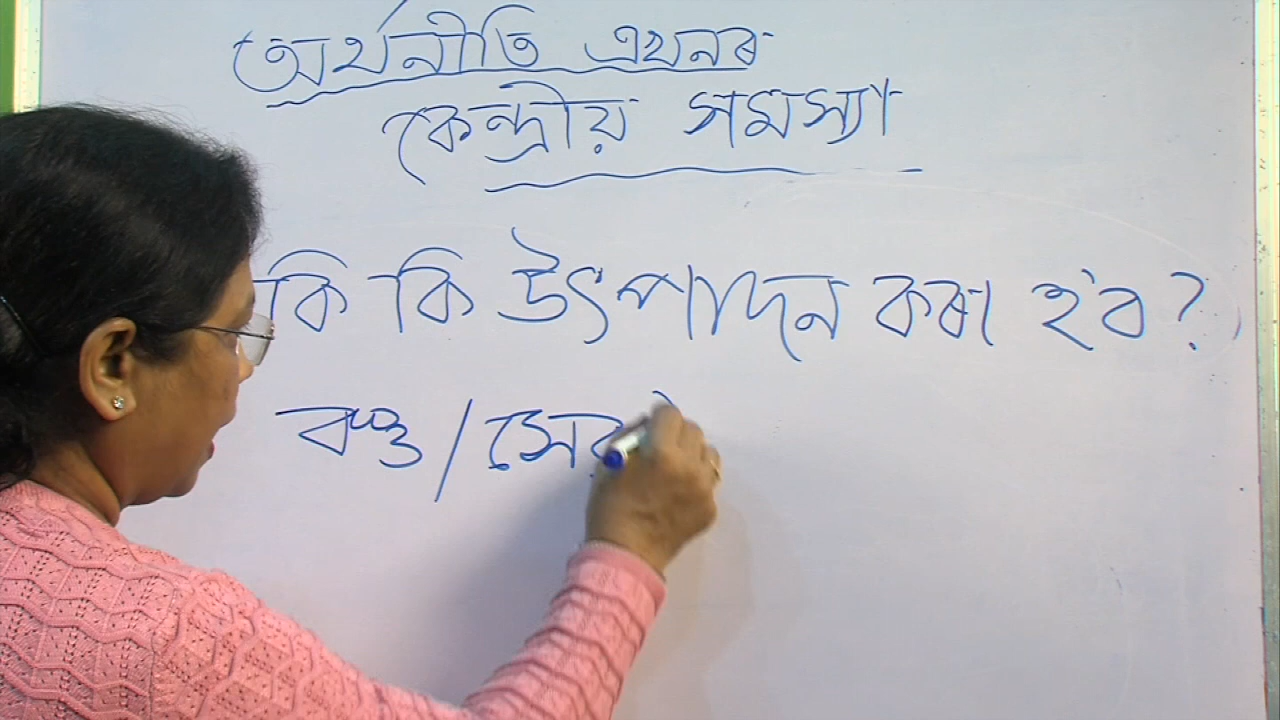 অৰ্থনীতি এখনৰ
কেন্দ্ৰীয় সমস্যা
কি কি উৎপাদন কৰা হ'ব ?
বস্তু /